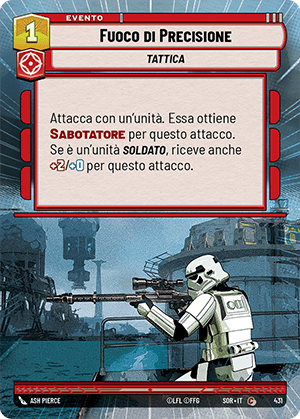 EVENTO
1
FUOCO DI PRECISIONE
TATTICA
Attacca con un'unità. Essa ottiene
SABOTATORE per questo attacco.
Se è un'unità SOLDATO, riceve anche
+2/+0 per questo attacco.
ASH PIERCE
©LFL ©FFG
SOR • IT
C
431